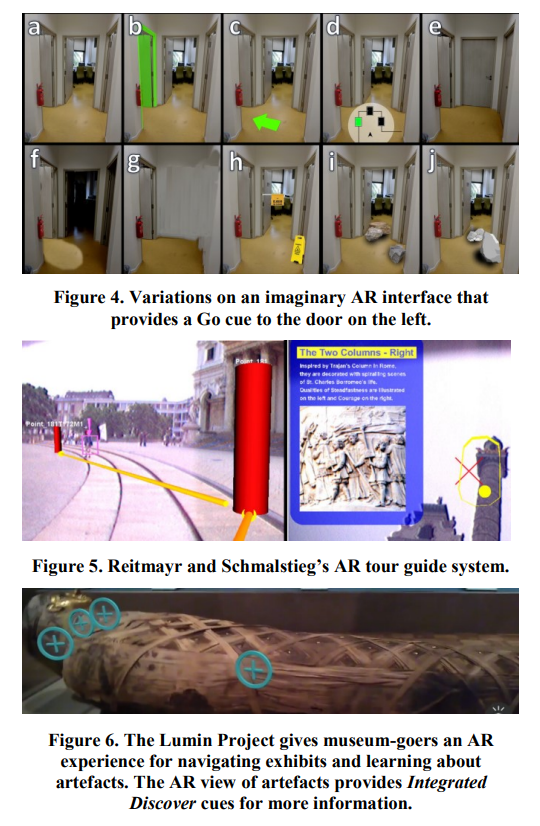 a b c d e
f g h i j
Figure 4. Variations on an imaginary AR interface that
provides a Go cue to the door on the left.
The Two Columns - Right
Inspired by Trajan's Column in Rome,
they are decorated with spiralling scenes
of St. Charles Borromeo's life.
Qualities of Steadfastness are illustrated
on the left and Courage on the right.
Figure 5. Reitmayr and Schmalstieg's AR tour guide system.
Figure 6. The Lumin Project gives museum-goers an AR
experience for navigating exhibits and learning about
artefacts. The AR view of artefacts provides Integrated
Discover cues for more information.